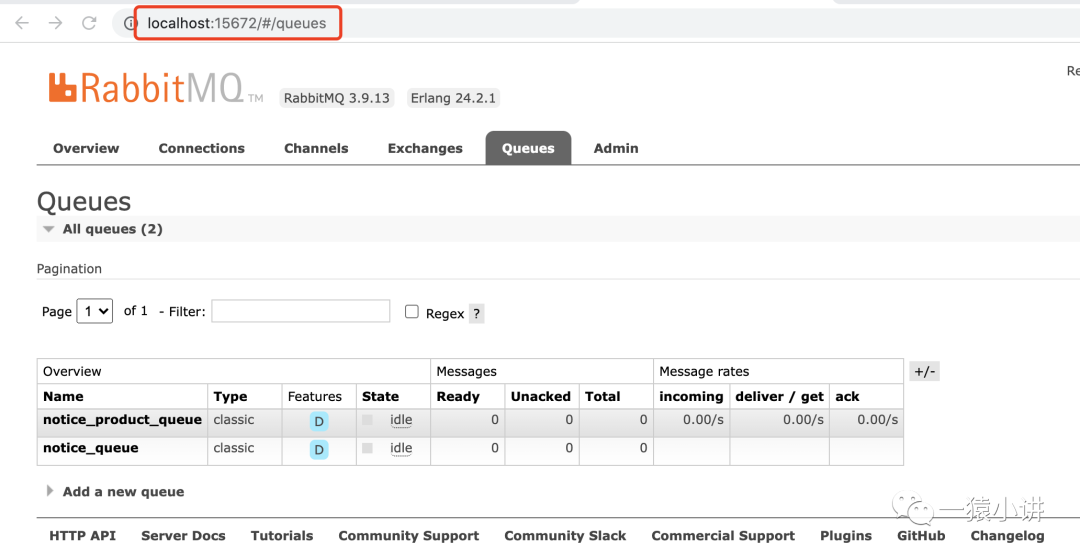 localhost:15672/#/queues
Re
RabbitMQ TM RabbitMQ 3.9.13 Erlang 24.2.1
Overview Connections Channels Exchanges Queues Admin
Queues
All queues (2)
Pagination
Page 1 of 1 - Filter: Regex ?
Overview Messages Message rates +/-
Name Type Features State Ready Unacked Total incoming deliver / get ack
notice_product_queue classic D idle 0 0 0 0.00/s 0.00/s 0.00/s
notice_queue classic D idle 0 0 0
Add a new queue
一猿小讲
HTTP API Server Docs Tutorials Community Support Community Slack Commercial Support Plugins GitHub Changelog